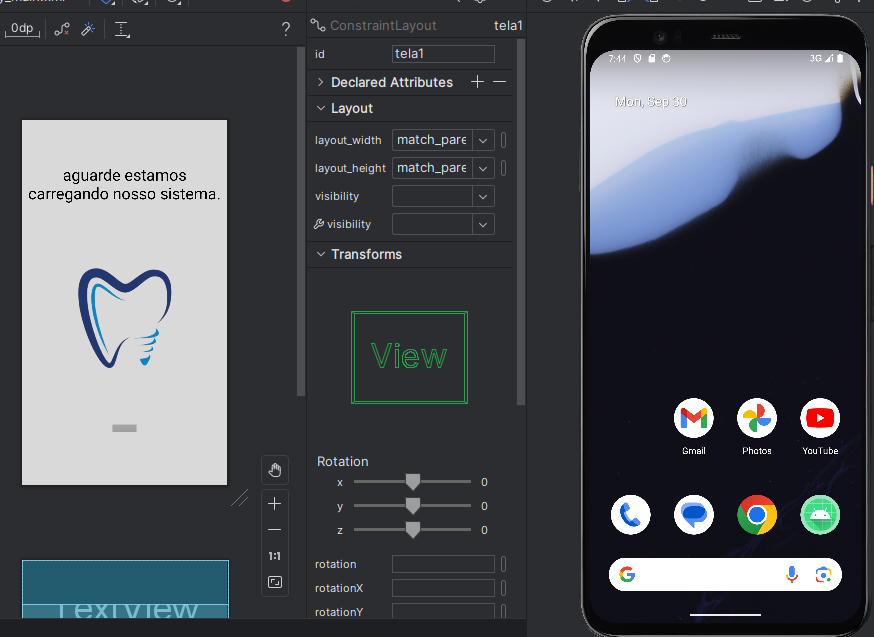 0dp
?
aguarde estamos
carregando nosso sistema.
1:1
TextView
ConstraintLayout
tela1
id
tela1
Declared Attributes
Layout
layout_width
match_pare
layout_height
match_pare
visibility
visibility
Transforms
View
Rotation
x
0
y
0
z
0
rotation
rotationX
rotationY
7:44
3G
Mon, Sep 30
Gmail
Photos
YouTube